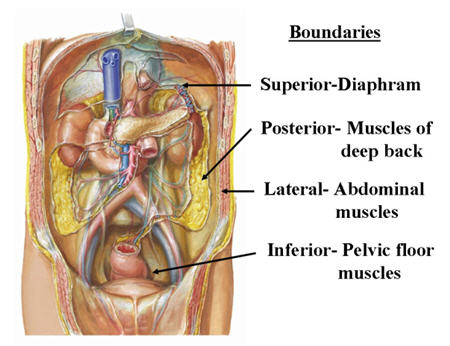 Boundaries
Superior-Diaphram
Posterior- Muscles of
deep back
Lateral- Abdominal
muscles
Inferior- Pelvic floor
muscles